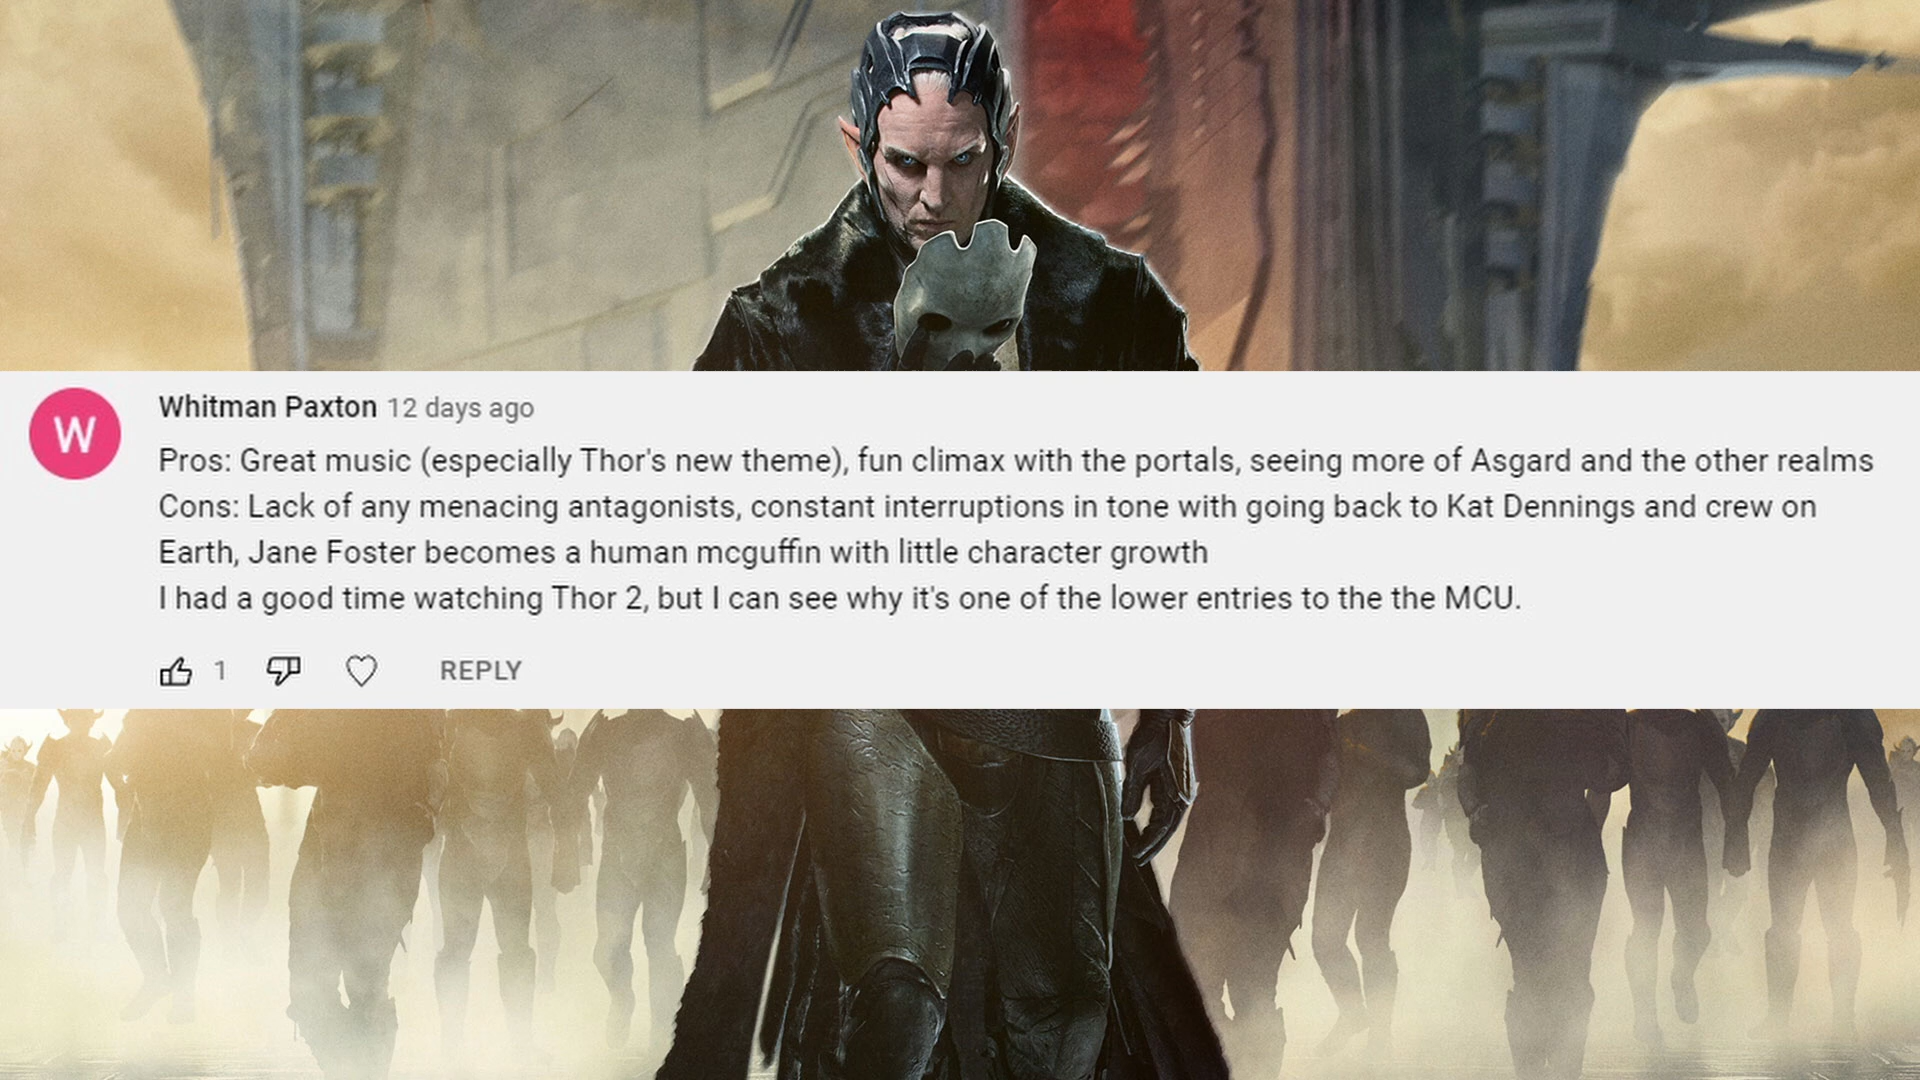 W
Whitman Paxton 12 days ago
Pros: Great music (especially Thor's new theme), fun climax with the portals, seeing more of Asgard and the other realms
Cons: Lack of any menacing antagonists, constant interruptions in tone with going back to Kat Dennings and crew on
Earth, Jane Foster becomes a human mcguffin with little character growth
I had a good time watching Thor 2, but I can see why it's one of the lower entries to the the MCU.
1 REPLY